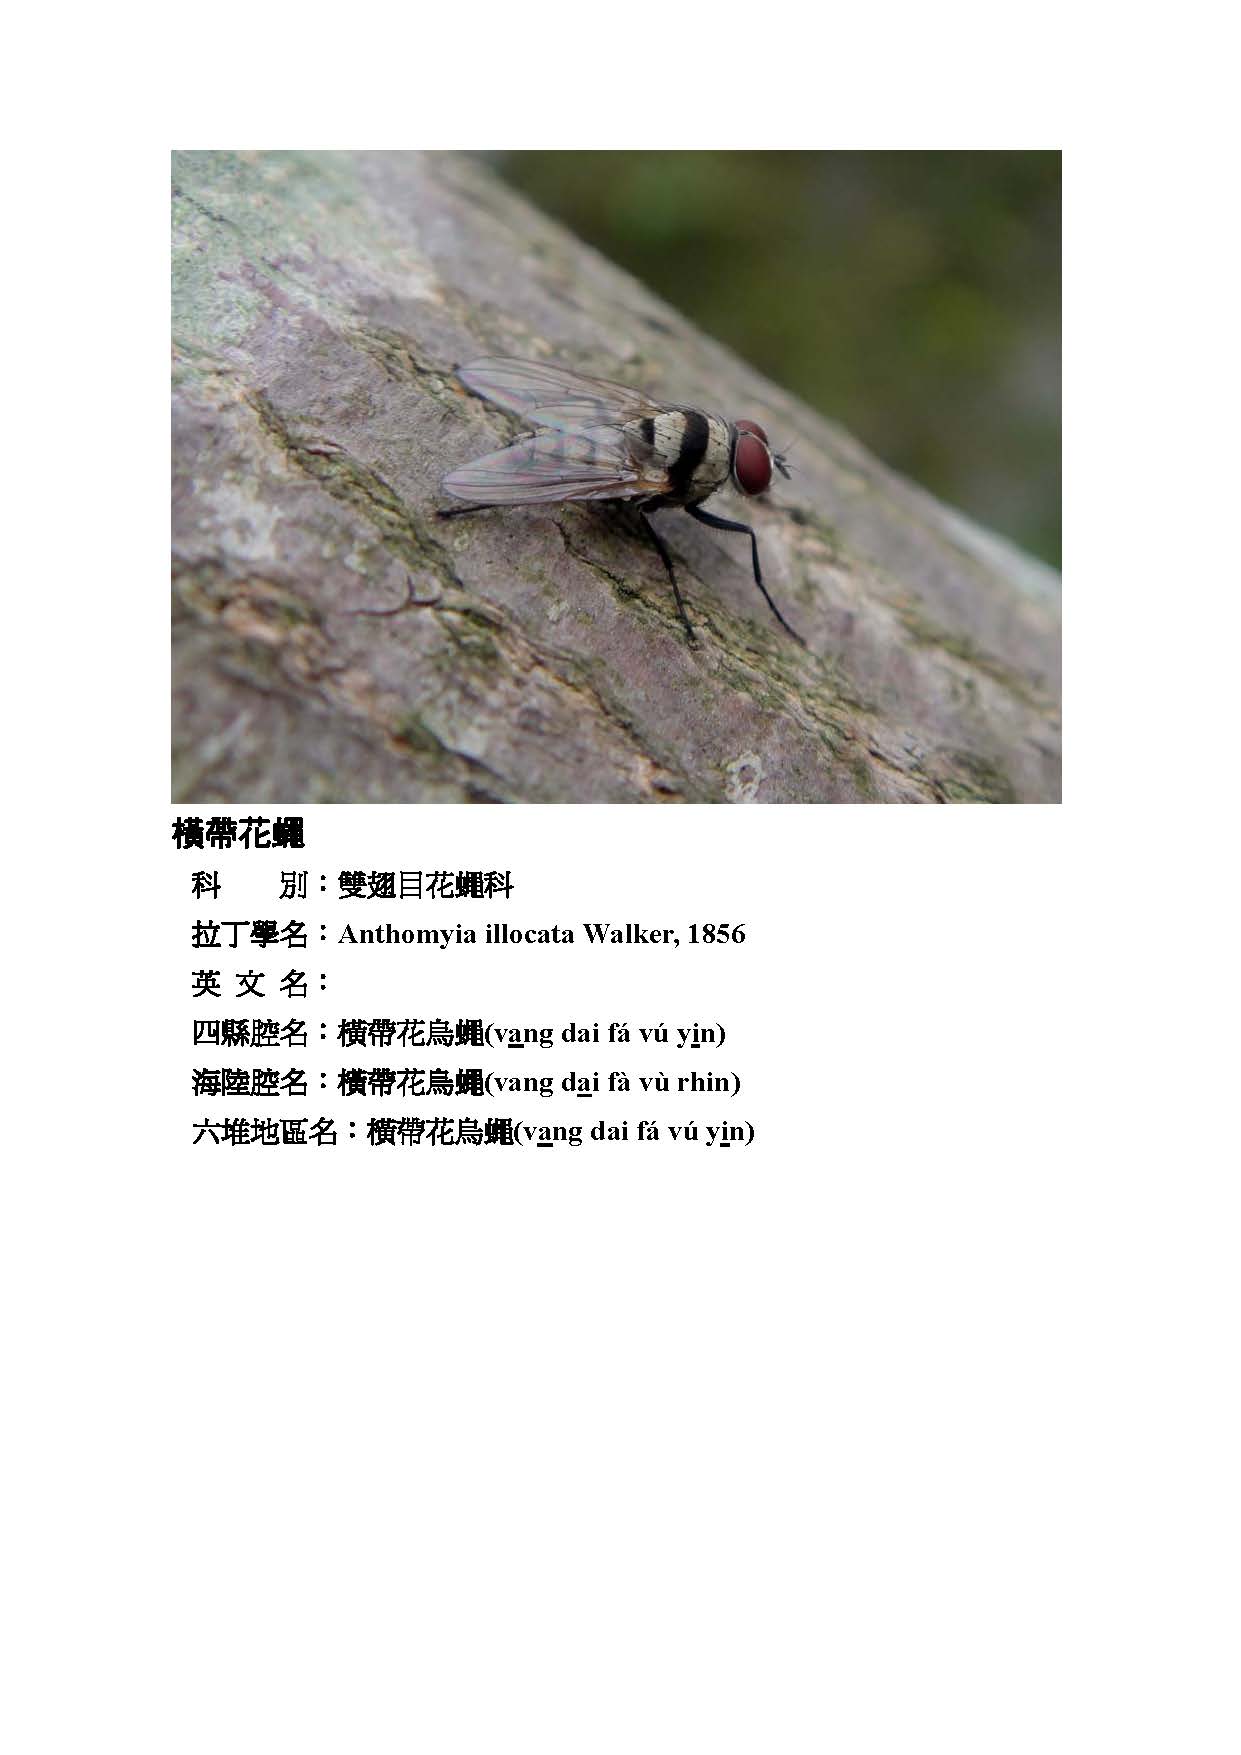 橫帶花蠅
科　　別：雙翅目花蠅科
拉丁學名：Anthomyia illocata Walker, 1856
英 文 名：
四縣腔名：橫帶花烏蠅(vang dai fá vú yin)
海陸腔名：橫帶花烏蠅(vang dai fà vù rhin)
六堆地區名：橫帶花烏蠅(vang dai fá vú yin)